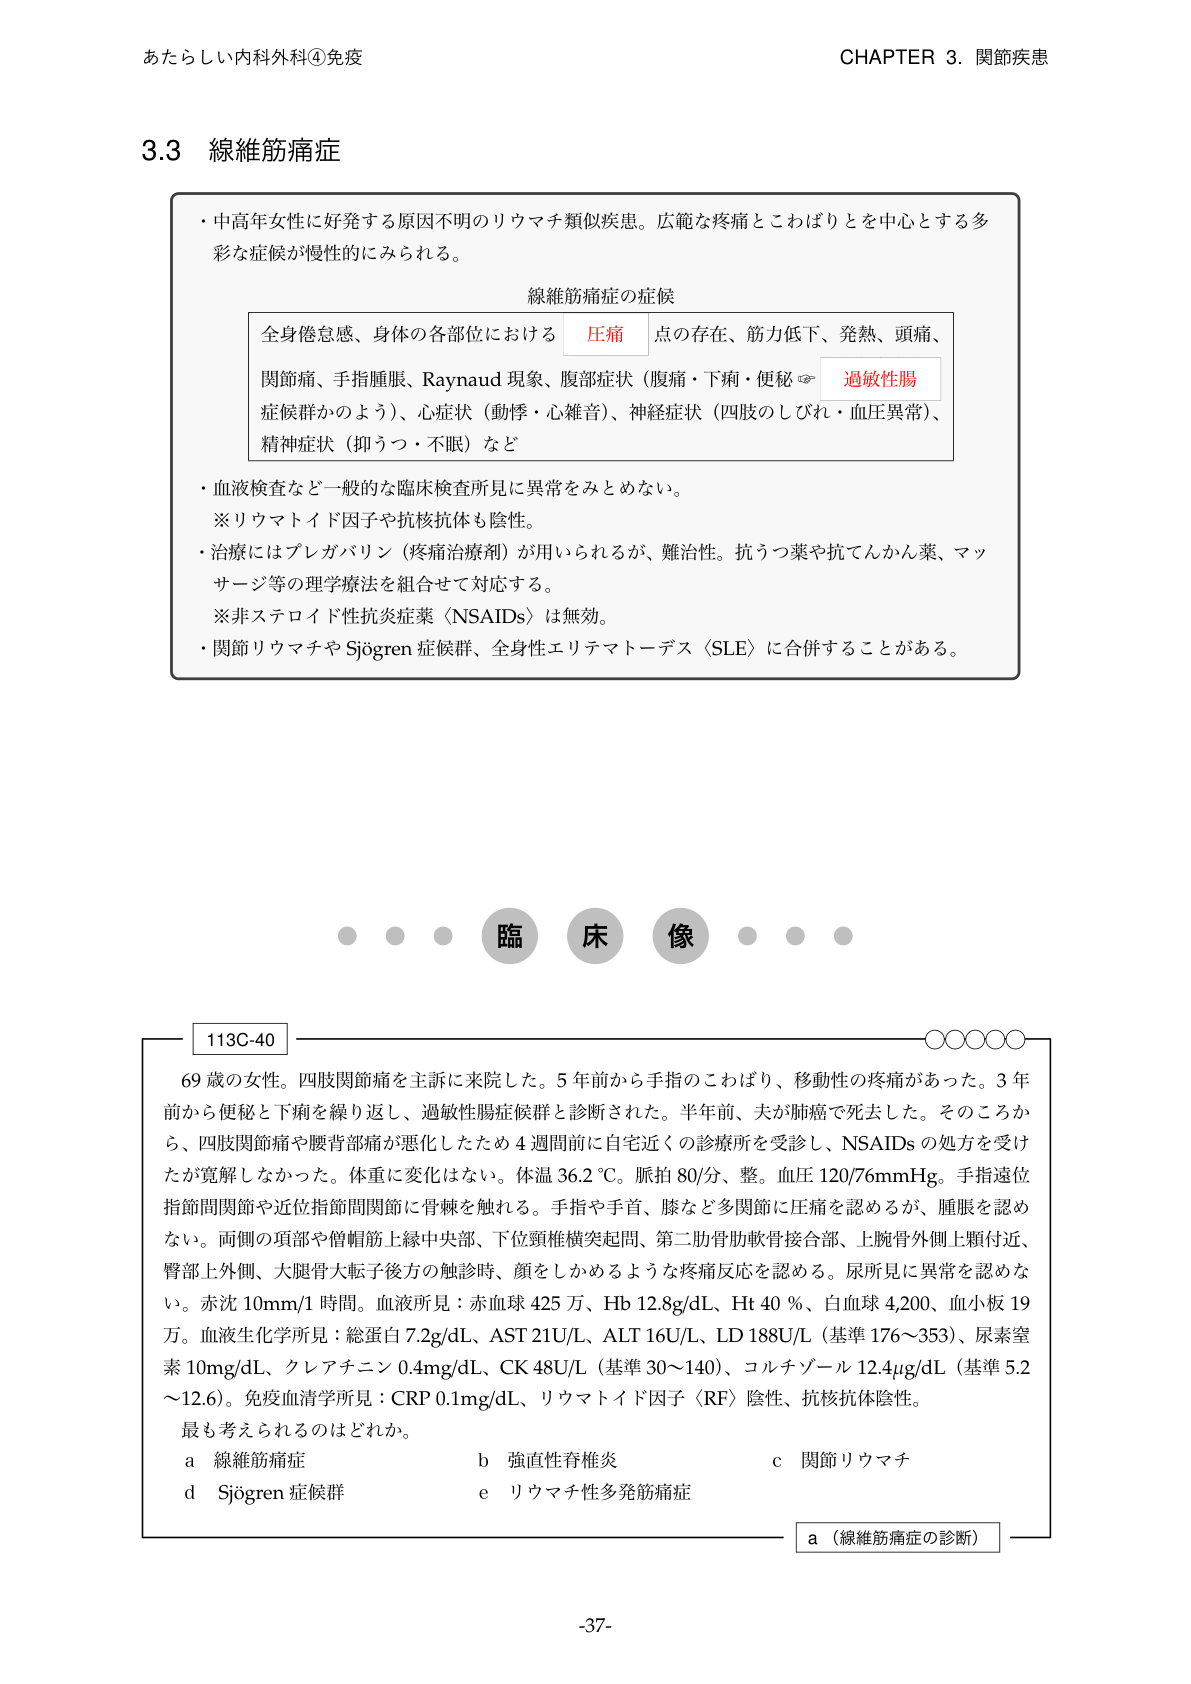 あたらしい内科外科④免疫
CHAPTER 3. 関節疾患
3.3 線維筋痛症
・中高年女性に好発する原因不明のリウマチ類似疾患。広範な疼痛とこわばりとを中心とする多
彩な症候が慢性的にみられる。
線維筋痛症の症候
全身倦怠感、身体の各部位における 圧痛 点の存在、筋力低下、発熱、頭痛、
関節痛、手指腫脹、Raynaud 現象、腹部症状（腹痛・下痢・便秘 ☞ 過敏性腸
症候群かのよう）、心症状（動悸・心雑音）、神経症状（四肢のしびれ・血圧異常）、
精神症状（抑うつ・不眠）など
・血液検査など一般的な臨床検査所見に異常をみとめない。
※リウマトイド因子や抗核抗体も陰性。
・治療にはプレガバリン（疼痛治療剤）が用いられるが、難治性。抗うつ薬や抗てんかん薬、マッ
サージ等の理学療法を組合せて対応する。
※非ステロイド性抗炎症薬〈NSAIDs〉は無効。
・関節リウマチや Sjögren 症候群、全身性エリテマトーデス〈SLE〉に合併することがある。
臨 床 像
113C-40
69 歳の女性。四肢関節痛を主訴に来院した。5 年前から手指のこわばり、移動性の疼痛があった。3 年
前から便秘と下痢を繰り返し、過敏性腸症候群と診断された。半年前、夫が肺癌で死去した。そのころか
ら、四肢関節痛や腰背部痛が悪化したため 4 週間前に自宅近くの診療所を受診し、NSAIDs の処方を受け
たが寛解しなかった。体重に変化はない。体温 36.2 ℃。脈拍 80/分、整。血圧 120/76mmHg。手指遠位
指節間関節や近位指節間関節に骨棘を触れる。手指や手首、膝など多関節に圧痛を認めるが、腫脹を認め
ない。両側の項部や僧帽筋上縁中央部、下位頸椎横突起間、第二肋骨肋軟骨接合部、上腕骨外側上顆付近、
臀部上外側、大腿骨大転子後方の触診時、顔をしかめるような疼痛反応を認める。尿所見に異常を認めな
い。赤沈 10mm/1 時間。血液所見：赤血球 425 万、Hb 12.8g/dL、Ht 40 ％、白血球 4,200、血小板 19
万。血液生化学所見：総蛋白 7.2g/dL、AST 21U/L、ALT 16U/L、LD 188U/L（基準 176〜353）、尿素窒
素 10mg/dL、クレアチニン 0.4mg/dL、CK 48U/L（基準 30〜140）、コルチゾール 12.4μg/dL（基準 5.2
〜12.6）。免疫血清学所見：CRP 0.1mg/dL、リウマトイド因子〈RF〉陰性、抗核抗体陰性。
最も考えられるのはどれか。
a 線維筋痛症 b 強直性脊椎炎 c 関節リウマチ
d Sjögren 症候群 e リウマチ性多発筋痛症
a （線維筋痛症の診断）
-37-